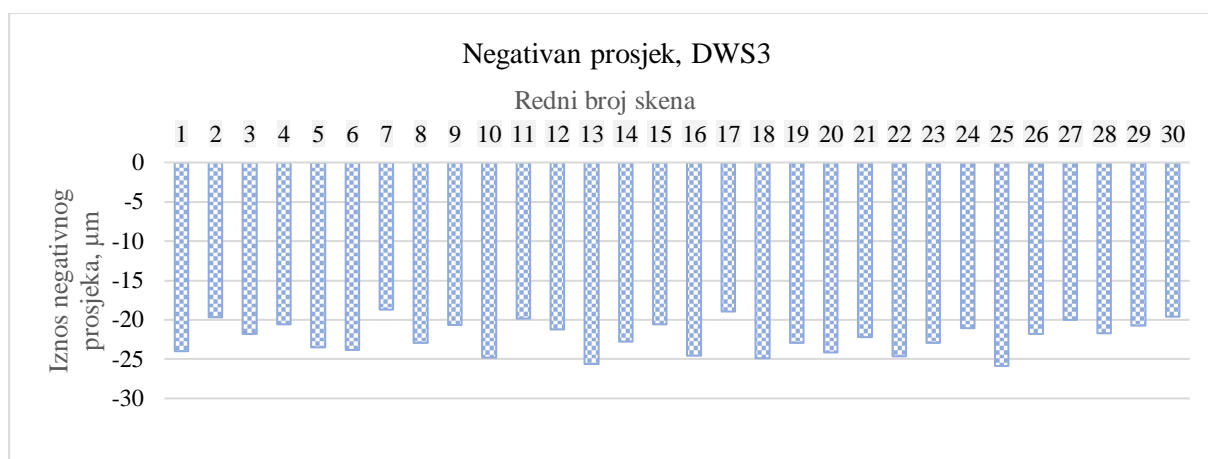 Negativan prosjek, DWS3
Redni broj skena
1 2 3 4 5 6 7 8 9 10 11 12 13 14 15 16 17 18 19 20 21 22 23 24 25 26 27 28 29 30
0
-5
-10
-15
-20
-25
-30
Iznos negativnog
prosjeka, µm